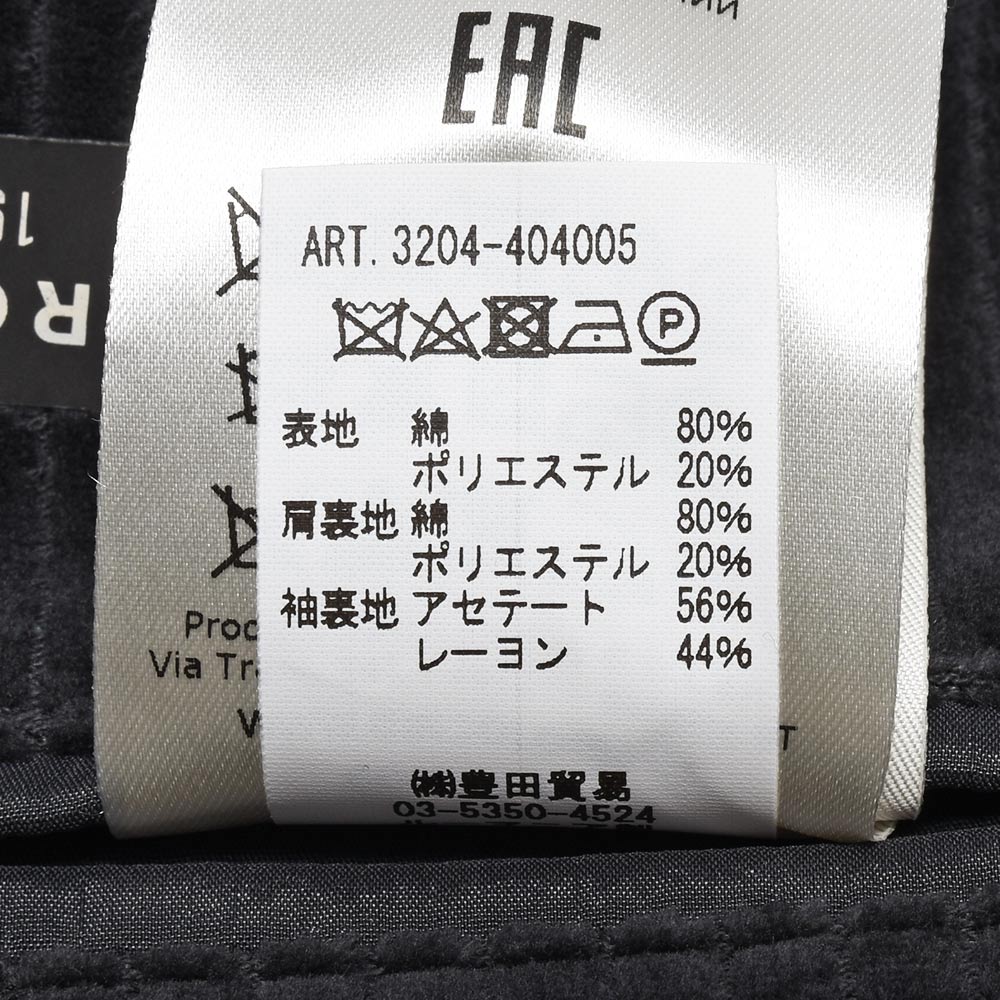 EAC
ART. 3204-404005
P
表地 綿 80%
ポリエステル 20%
肩裏地 綿 80%
ポリエステル 20%
袖裏地 アセテート 56%
レーヨン 44%
Via
(株)豊田貿易
03-5350-4524